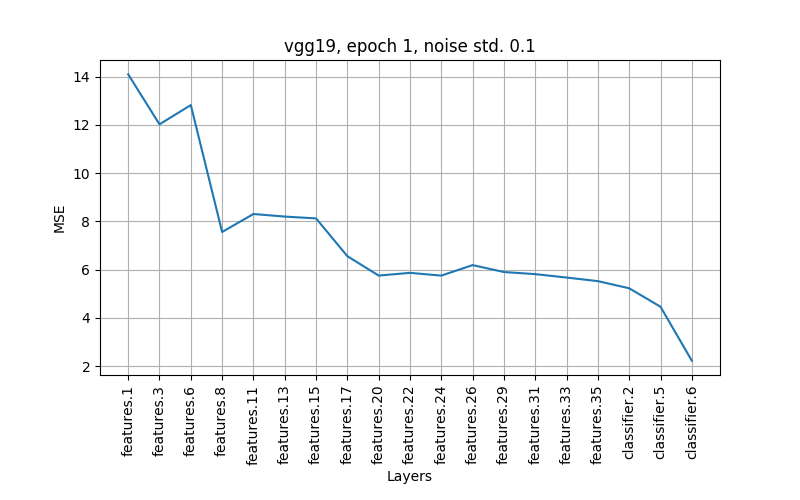 vgg19, epoch 1, noise std. 0.1
14
12
10
8
6
4
2
MSE
features.1
features.3
features.6
features.8
features.11
features.13
features.15
features.17
features.20
features.22
features.24
features.26
features.29
features.31
features.33
features.35
classifier.2
classifier.5
classifier.6
Layers